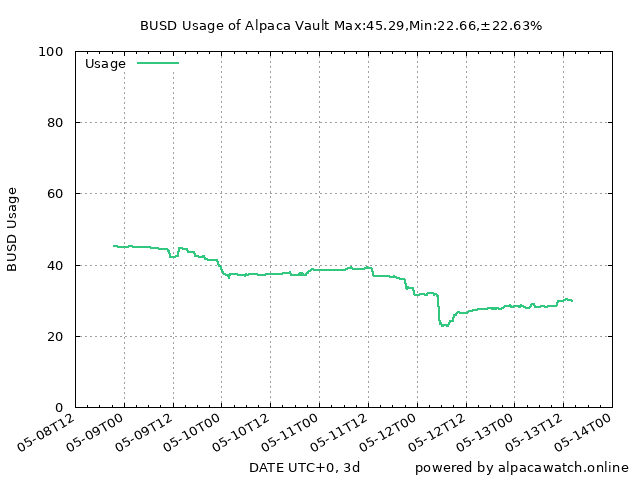 BUSD Usage of Alpaca Vault Max:45.29,Min:22.66,±22.63%
Usage
100
80
60
40
20
0
BUSD Usage
05-08T12
05-09T00
05-09T12
05-10T00
05-10T12
05-11T00
05-11T12
05-12T00
05-12T12
05-13T00
05-13T12
05-14T00
DATE UTC+0, 3d
powered by alpacawatch.online